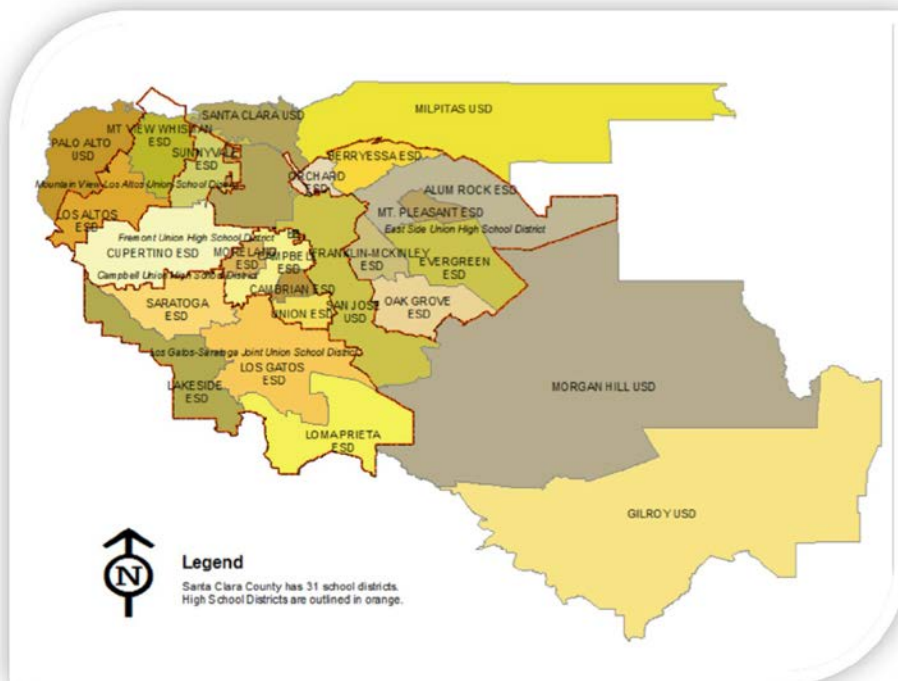 MILPITAS USD
SANTA CLARA USD
MT VIEW WHISMAN
ESD
PALO ALTO
USD
SUNNYVALE
ESD
BERRYESSA ESD
ORCHARD
ESD
ALUM ROCK ESD
Mountain View-Los Altos Union School District
LOS ALTOS
ESD
MT. PLEASANT ESD
East Side Union High School District
Fremont Union High School District
CUPERTINO ESD
MORELAND
ESD
CAMPBELL
ESD
FRANKLIN-MCKINLEY
ESD
EVERGREEN
ESD
Campbell Union High School District
CAMBRIAN ESD
SARATOGA
ESD
UNION ESD
SAN JOSE
USD
OAK GROVE
ESD
Los Gatos-Saratoga Joint Union School District
LOS GATOS
ESD
LAKESIDE
ESD
MORGAN HILL USD
LOMA PRIETA
ESD
GILROY USD
N
Legend
Santa Clara County has 31 school districts.
High School Districts are outlined in orange.